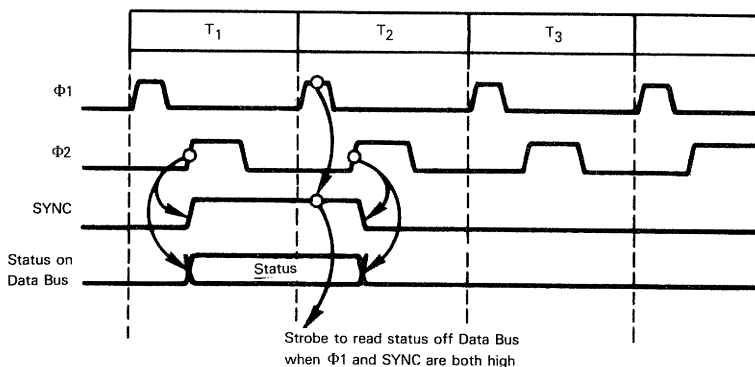 T1 T2 T3
Φ1
Φ2
SYNC
Status on
Data Bus
Status
Strobe to read status off Data Bus
when Φ1 and SYNC are both high